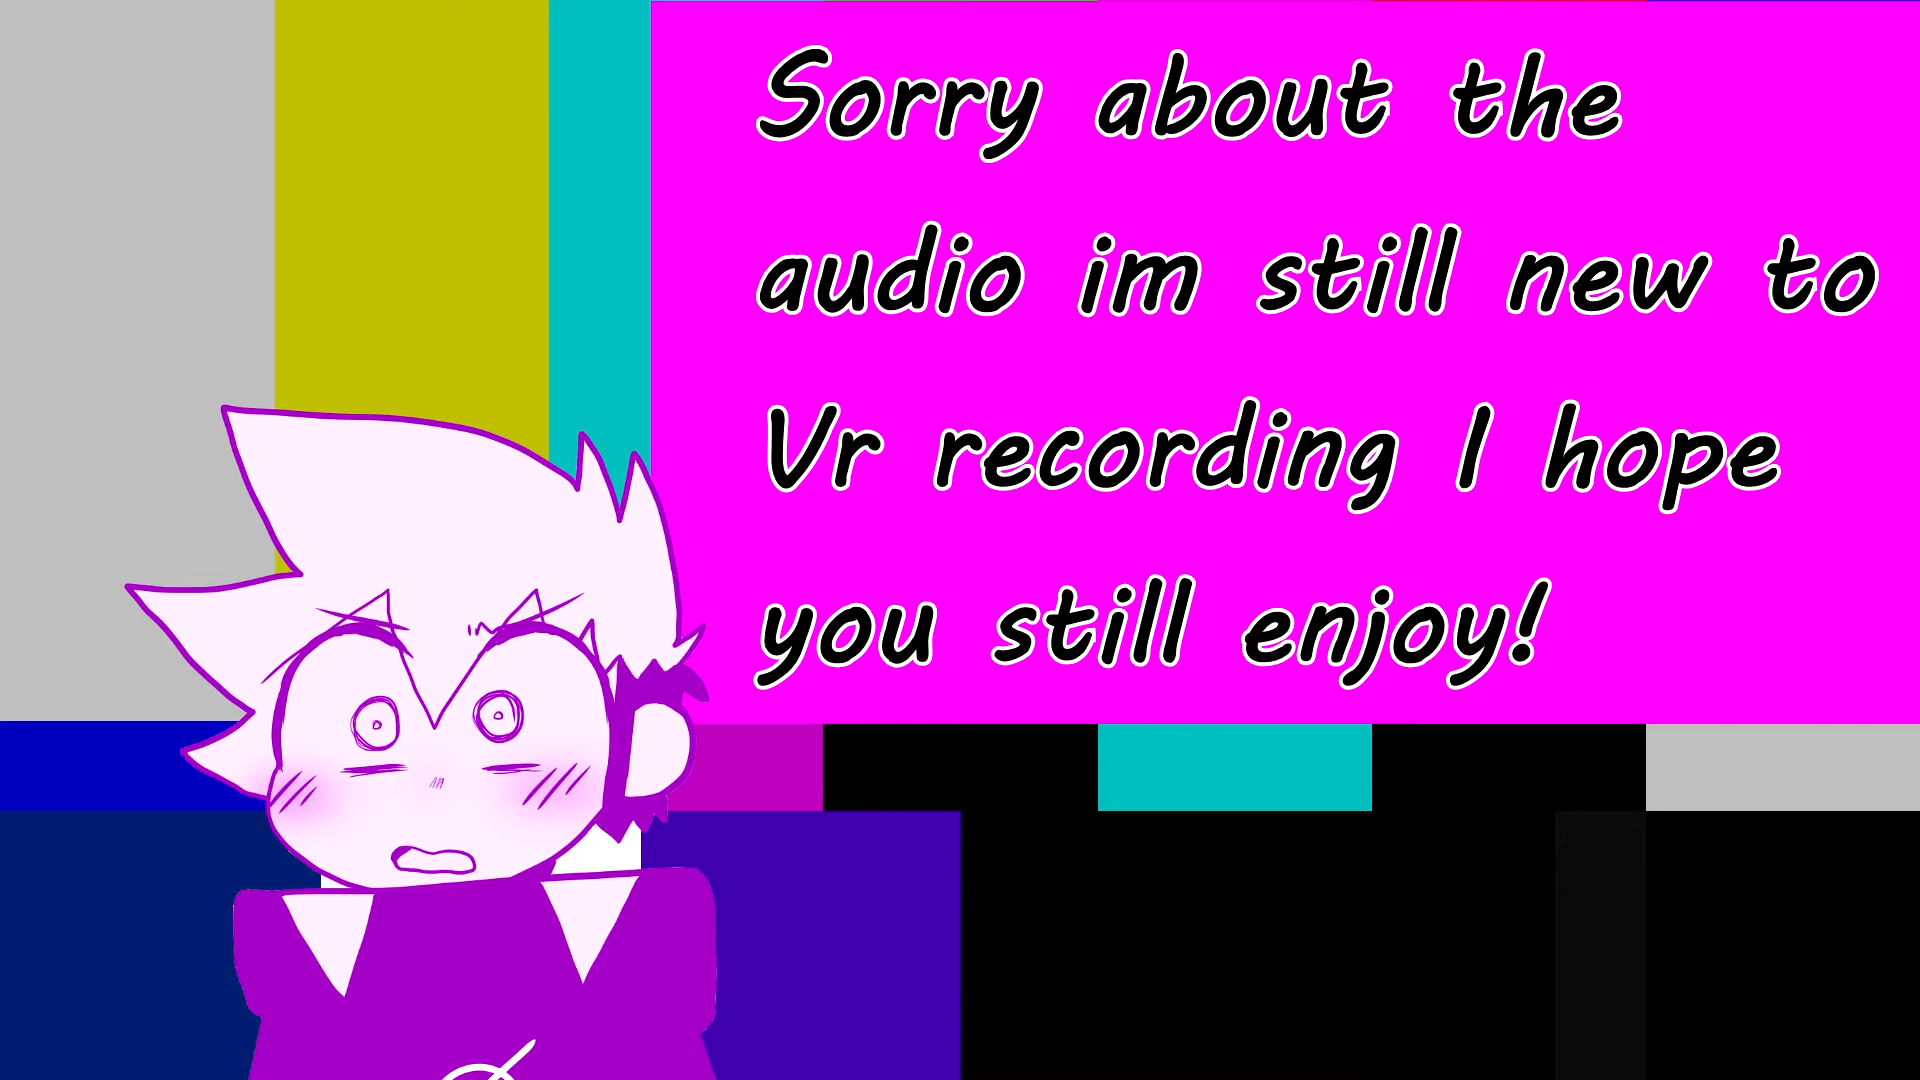 Sorry about the
audio im still new to
Vr recording I hope
you still enjoy!